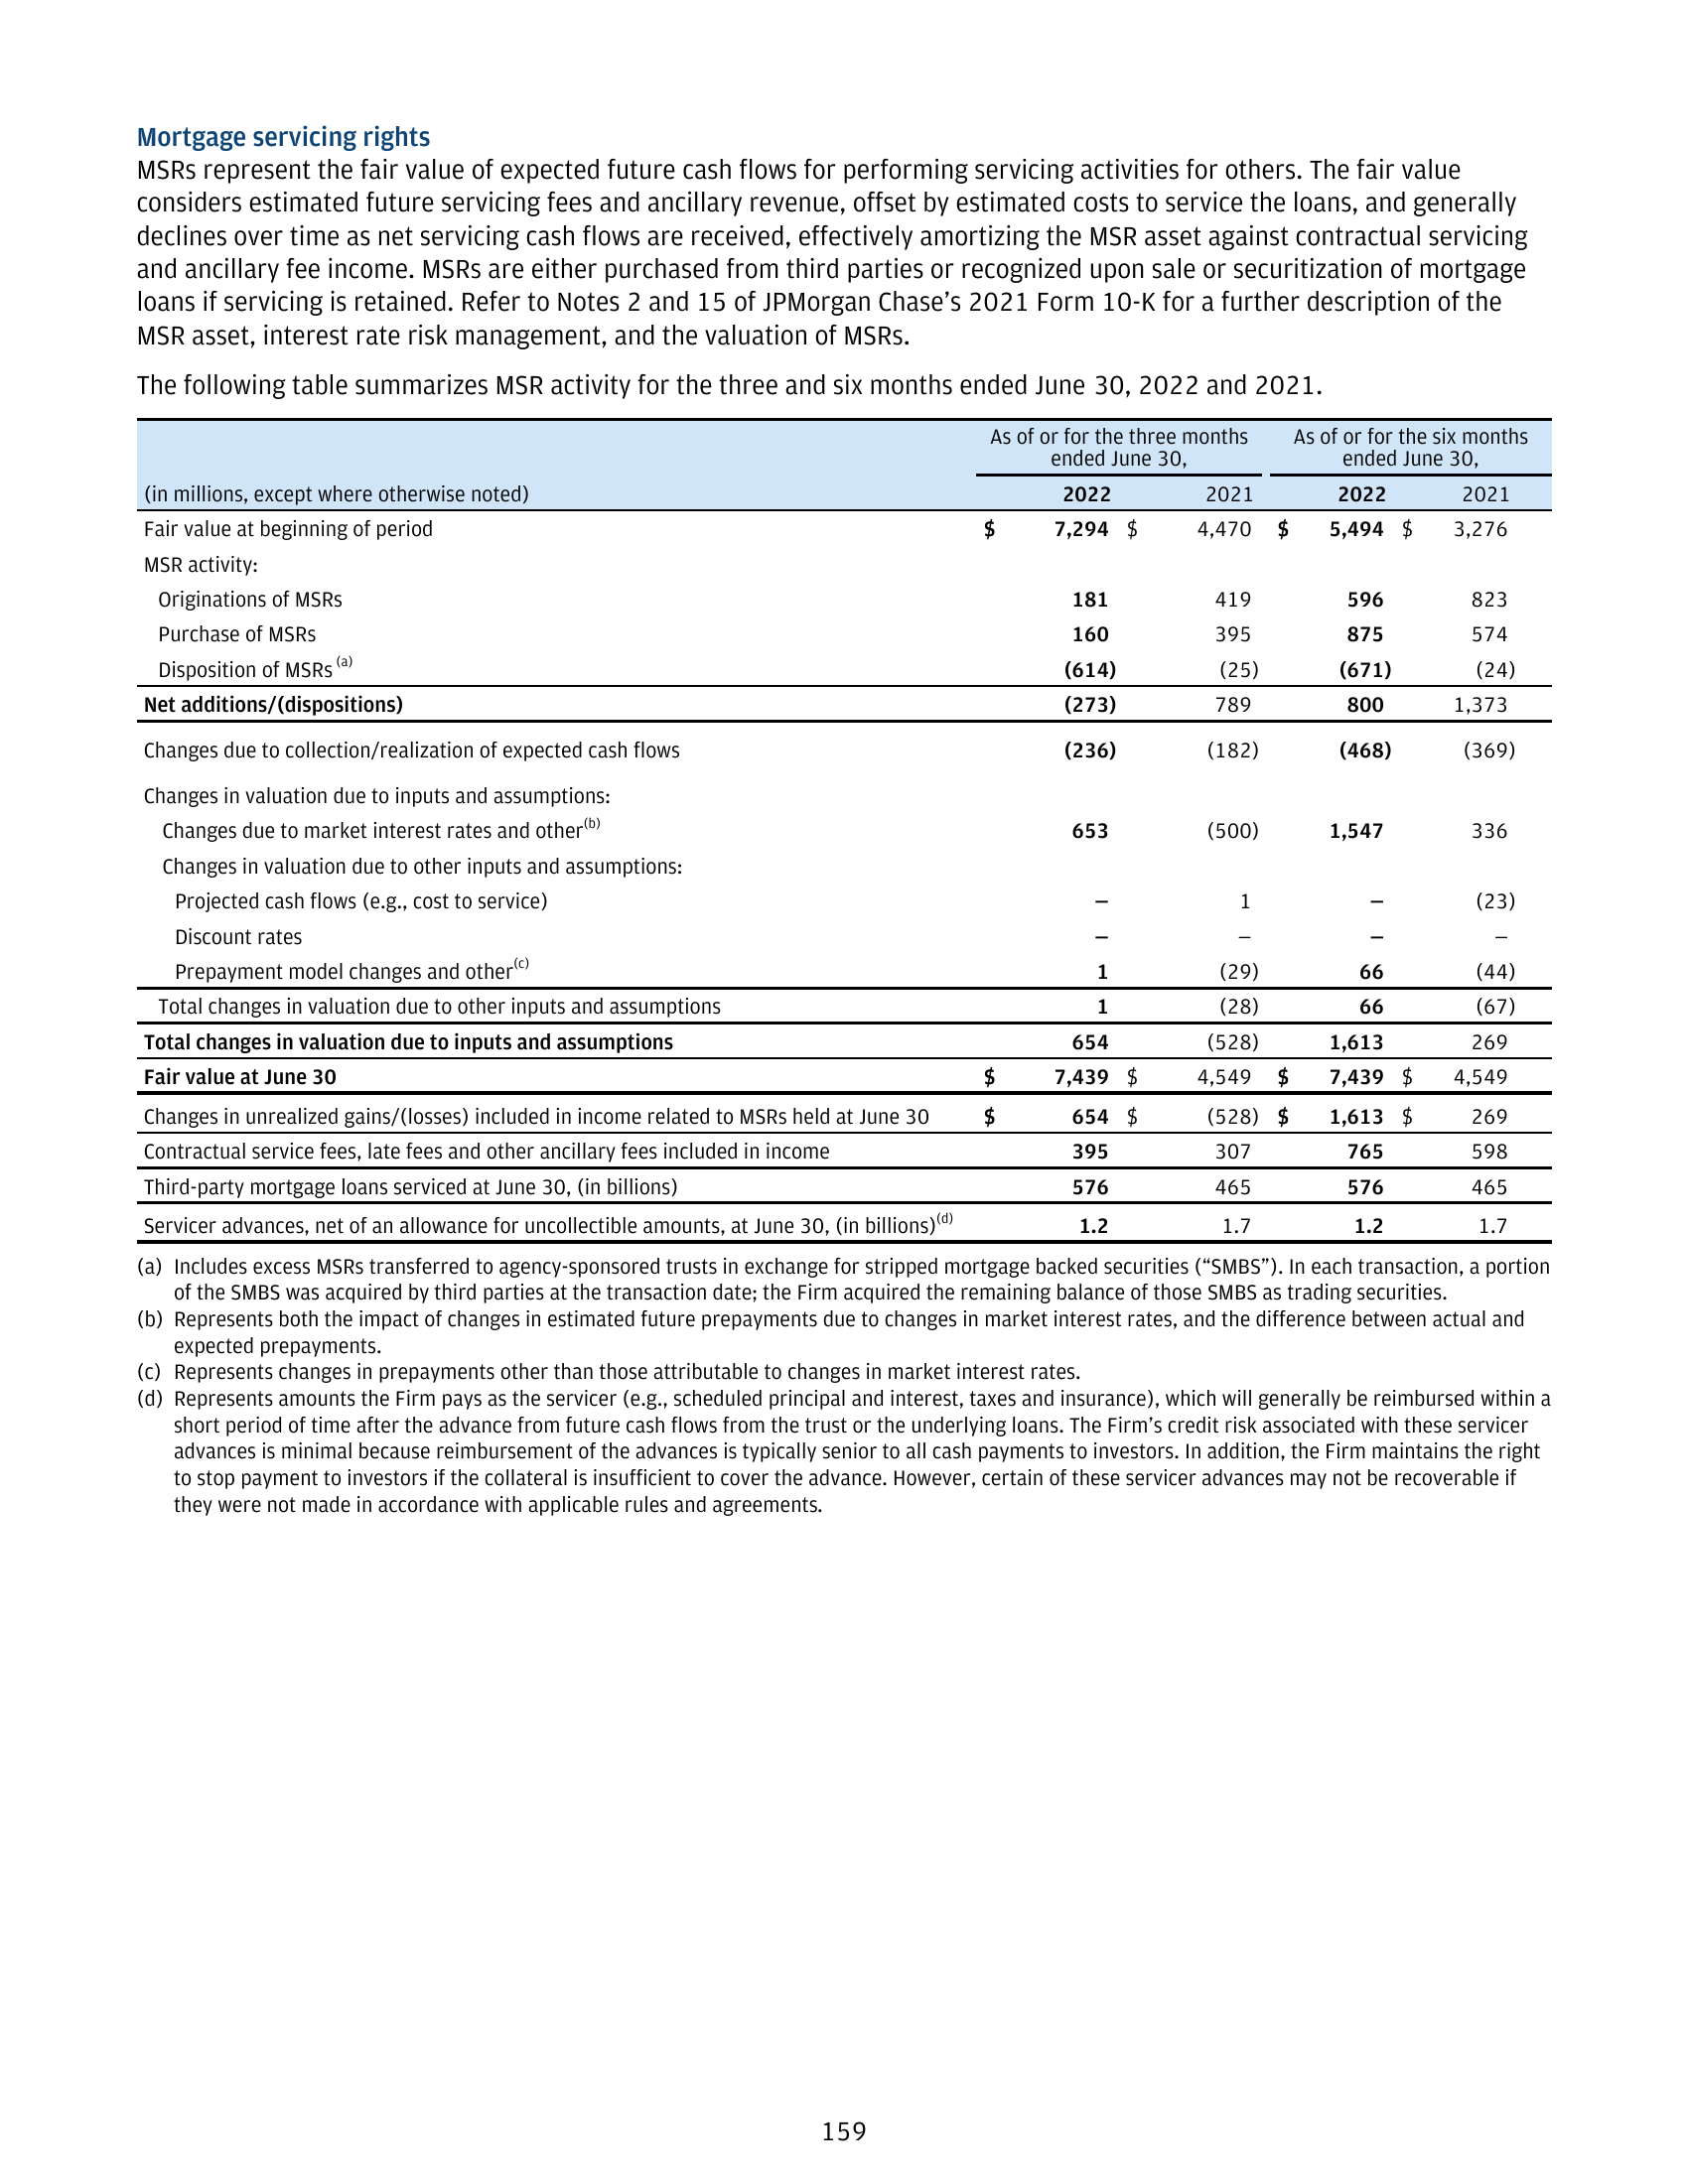 Mortgage servicing rights
MSRs represent the fair value of expected future cash flows for performing servicing activities for others. The fair value
considers estimated future servicing fees and ancillary revenue, offset by estimated costs to service the loans, and generally
declines over time as net servicing cash flows are received, effectively amortizing the MSR asset against contractual servicing
and ancillary fee income. MSRs are either purchased from third parties or recognized upon sale or securitization of mortgage
loans if servicing is retained. Refer to Notes 2 and 15 of JPMorgan Chase’s 2021 Form 10-K for a further description of the
MSR asset, interest rate risk management, and the valuation of MSRs.
The following table summarizes MSR activity for the three and six months ended June 30, 2022 and 2021.
As of or for the three months As of or for the six months
ended June 30, ended June 30,
(in millions, except where otherwise noted) 2022 2021 2022 2021
Fair value at beginning of period $ 7,294 $ 4,470 $ 5,494 $ 3,276
MSR activity:
Originations of MSRs 181 419 596 823
Purchase of MSRs 160 395 875 574
Disposition of MSRs (a) (614) (25) (671) (24)
Net additions/(dispositions) (273) 789 800 1,373
Changes due to collection/realization of expected cash flows (236) (182) (468) (369)
Changes in valuation due to inputs and assumptions:
Changes due to market interest rates and other(b) 653 (500) 1,547 336
Changes in valuation due to other inputs and assumptions:
Projected cash flows (e.g., cost to service) — 1 — (23)
Discount rates — — — —
Prepayment model changes and other(c) 1 (29) 66 (44)
Total changes in valuation due to other inputs and assumptions 1 (28) 66 (67)
Total changes in valuation due to inputs and assumptions 654 (528) 1,613 269
Fair value at June 30 $ 7,439 $ 4,549 $ 7,439 $ 4,549
Changes in unrealized gains/(losses) included in income related to MSRs held at June 30 $ 654 $ (528) $ 1,613 $ 269
Contractual service fees, late fees and other ancillary fees included in income 395 307 765 598
Third-party mortgage loans serviced at June 30, (in billions) 576 465 576 465
Servicer advances, net of an allowance for uncollectible amounts, at June 30, (in billions)(d) 1.2 1.7 1.2 1.7
(a) Includes excess MSRs transferred to agency-sponsored trusts in exchange for stripped mortgage backed securities (“SMBS”). In each transaction, a portion
of the SMBS was acquired by third parties at the transaction date; the Firm acquired the remaining balance of those SMBS as trading securities.
(b) Represents both the impact of changes in estimated future prepayments due to changes in market interest rates, and the difference between actual and
expected prepayments.
(c) Represents changes in prepayments other than those attributable to changes in market interest rates.
(d) Represents amounts the Firm pays as the servicer (e.g., scheduled principal and interest, taxes and insurance), which will generally be reimbursed within a
short period of time after the advance from future cash flows from the trust or the underlying loans. The Firm’s credit risk associated with these servicer
advances is minimal because reimbursement of the advances is typically senior to all cash payments to investors. In addition, the Firm maintains the right
to stop payment to investors if the collateral is insufficient to cover the advance. However, certain of these servicer advances may not be recoverable if
they were not made in accordance with applicable rules and agreements.
159